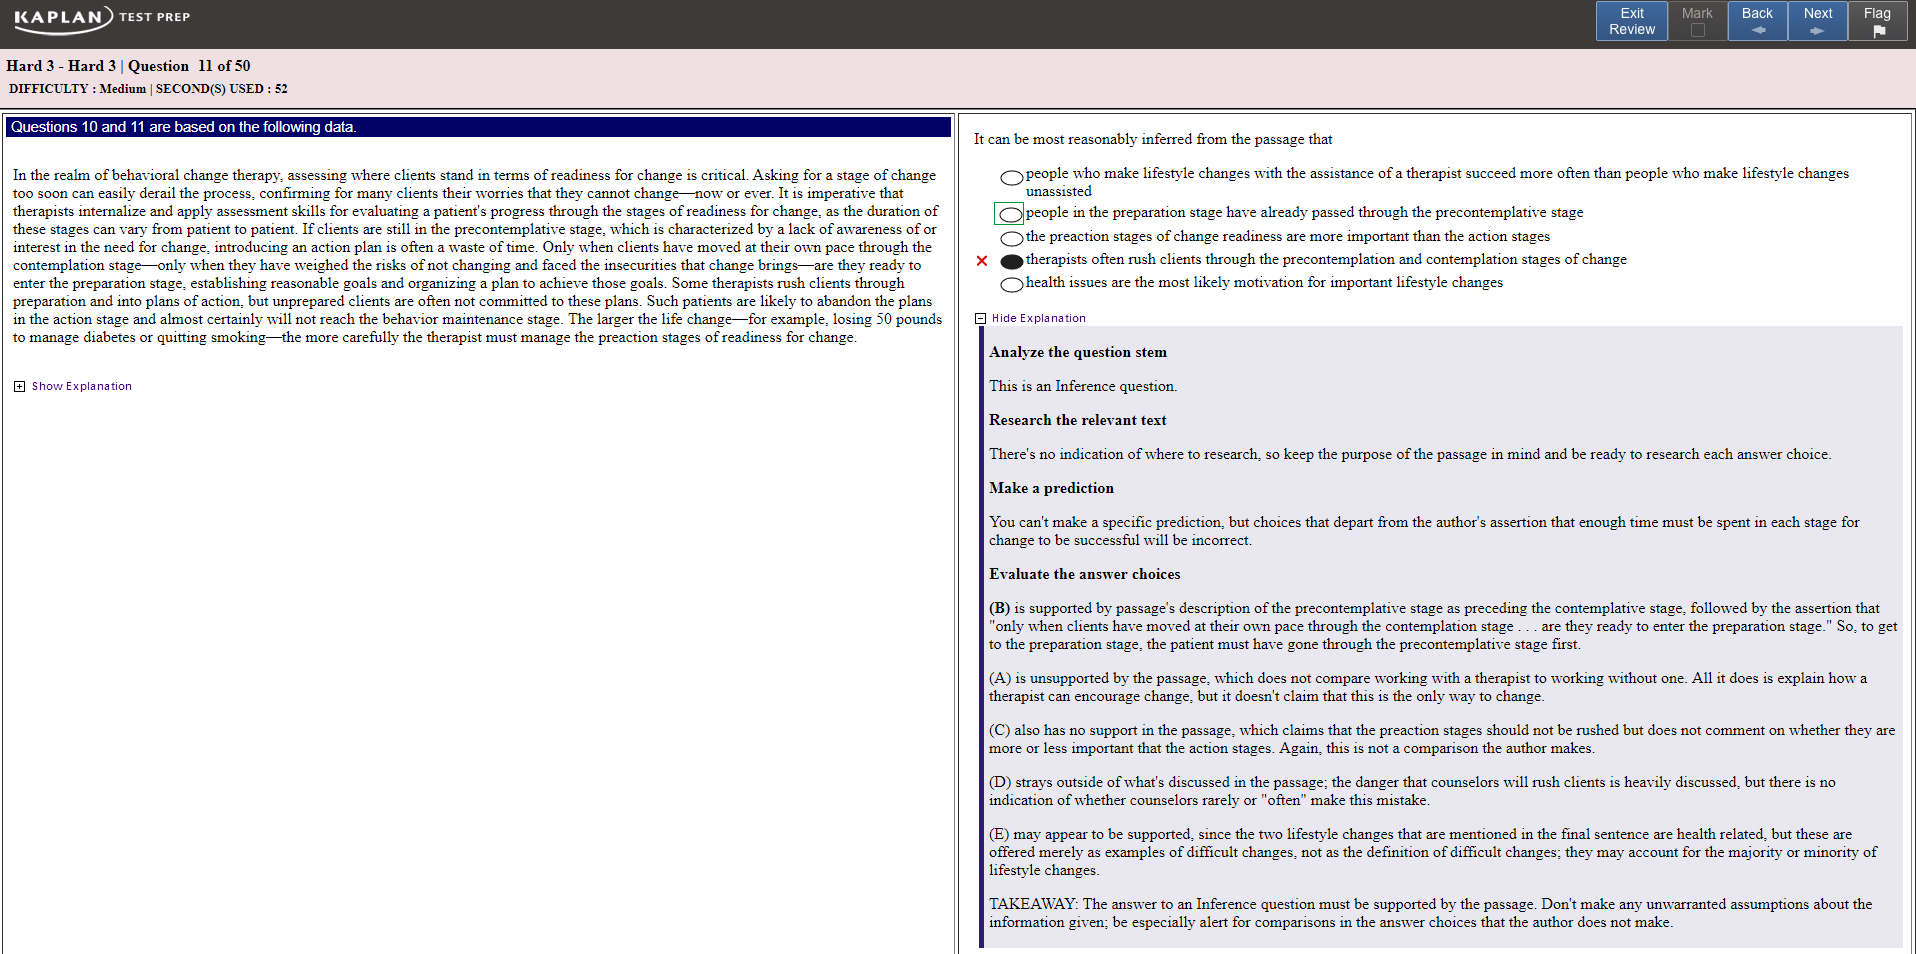 KAPLAN TEST PREP
Exit Review
Mark
Back
Next
Flag
Hard 3 - Hard 3 | Question 11 of 50
DIFFICULTY : Medium | SECOND(S) USED : 52
Questions 10 and 11 are based on the following data.
In the realm of behavioral change therapy, assessing where clients stand in terms of readiness for change is critical. Asking for a stage of change
too soon can easily derail the process, confirming for many clients their worries that they cannot change—now or ever. It is imperative that
therapists internalize and apply assessment skills for evaluating a patient's progress through the stages of readiness for change, as the duration of
these stages can vary from patient to patient. If clients are still in the precontemplative stage, which is characterized by a lack of awareness of or
interest in the need for change, introducing an action plan is often a waste of time. Only when clients have moved at their own pace through the
contemplation stage—only when they have weighed the risks of not changing and faced the insecurities that change brings—are they ready to
enter the preparation stage, establishing reasonable goals and organizing a plan to achieve those goals. Some therapists rush clients through
preparation and into plans of action, but unprepared clients are often not committed to these plans. Such patients are likely to abandon the plans
in the action stage and almost certainly will not reach the behavior maintenance stage. The larger the life change—for example, losing 50 pounds
to manage diabetes or quitting smoking—the more carefully the therapist must manage the preaction stages of readiness for change.
Show Explanation
It can be most reasonably inferred from the passage that
people who make lifestyle changes with the assistance of a therapist succeed more often than people who make lifestyle changes
unassisted
people in the preparation stage have already passed through the precontemplative stage
the preaction stages of change readiness are more important than the action stages
therapists often rush clients through the precontemplation and contemplation stages of change
health issues are the most likely motivation for important lifestyle changes
Hide Explanation
Analyze the question stem
This is an Inference question.
Research the relevant text
There's no indication of where to research, so keep the purpose of the passage in mind and be ready to research each answer choice.
Make a prediction
You can't make a specific prediction, but choices that depart from the author's assertion that enough time must be spent in each stage for
change to be successful will be incorrect.
Evaluate the answer choices
(B) is supported by passage's description of the precontemplative stage as preceding the contemplative stage, followed by the assertion that
"only when clients have moved at their own pace through the contemplation stage . . . are they ready to enter the preparation stage." So, to get
to the preparation stage, the patient must have gone through the precontemplative stage first.
(A) is unsupported by the passage, which does not compare working with a therapist to working without one. All it does is explain how a
therapist can encourage change, but it doesn't claim that this is the only way to change.
(C) also has no support in the passage, which claims that the preaction stages should not be rushed but does not comment on whether they are
more or less important that the action stages. Again, this is not a comparison the author makes.
(D) strays outside of what's discussed in the passage; the danger that counselors will rush clients is heavily discussed, but there is no
indication of whether counselors rarely or "often" make this mistake.
(E) may appear to be supported, since the two lifestyle changes that are mentioned in the final sentence are health related, but these are
offered merely as examples of difficult changes, not as the definition of difficult changes; they may account for the majority or minority of
lifestyle changes.
TAKEAWAY: The answer to an Inference question must be supported by the passage. Don't make any unwarranted assumptions about the
information given; be especially alert for comparisons in the answer choices that the author does not make.